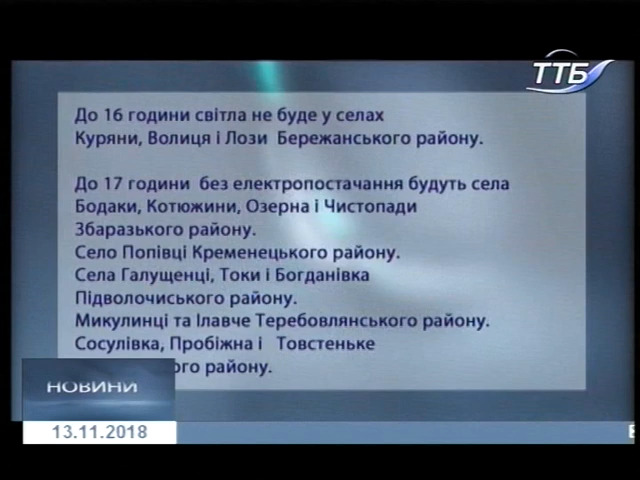 ТТБ
До 16 години світла не буде у селах
Куряни, Волиця і Лози Бережанського району.
До 17 години без електропостачання будуть села
Бодаки, Котюжини, Озерна і Чистопади
Збаразького району.
Село Попівці Кременецького району.
Села Галущенці, Токи і Богданівка
Підволочиського району.
Микулинці та Ілавче Теребовлянського району.
Сосулівка, Пробіжна і Товстеньке
району.
НОВИНИ
13.11.2018